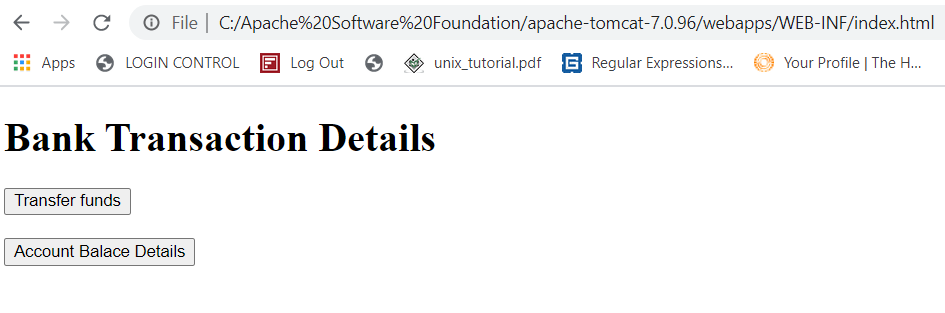 File C:/Apache%20Software%20Foundation/apache-tomcat-7.0.96/webapps/WEB-INF/index.html
Apps LOGIN CONTROL Log Out unix_tutorial.pdf Regular Expressions... Your Profile | The H...
Bank Transaction Details
Transfer funds
Account Balace Details